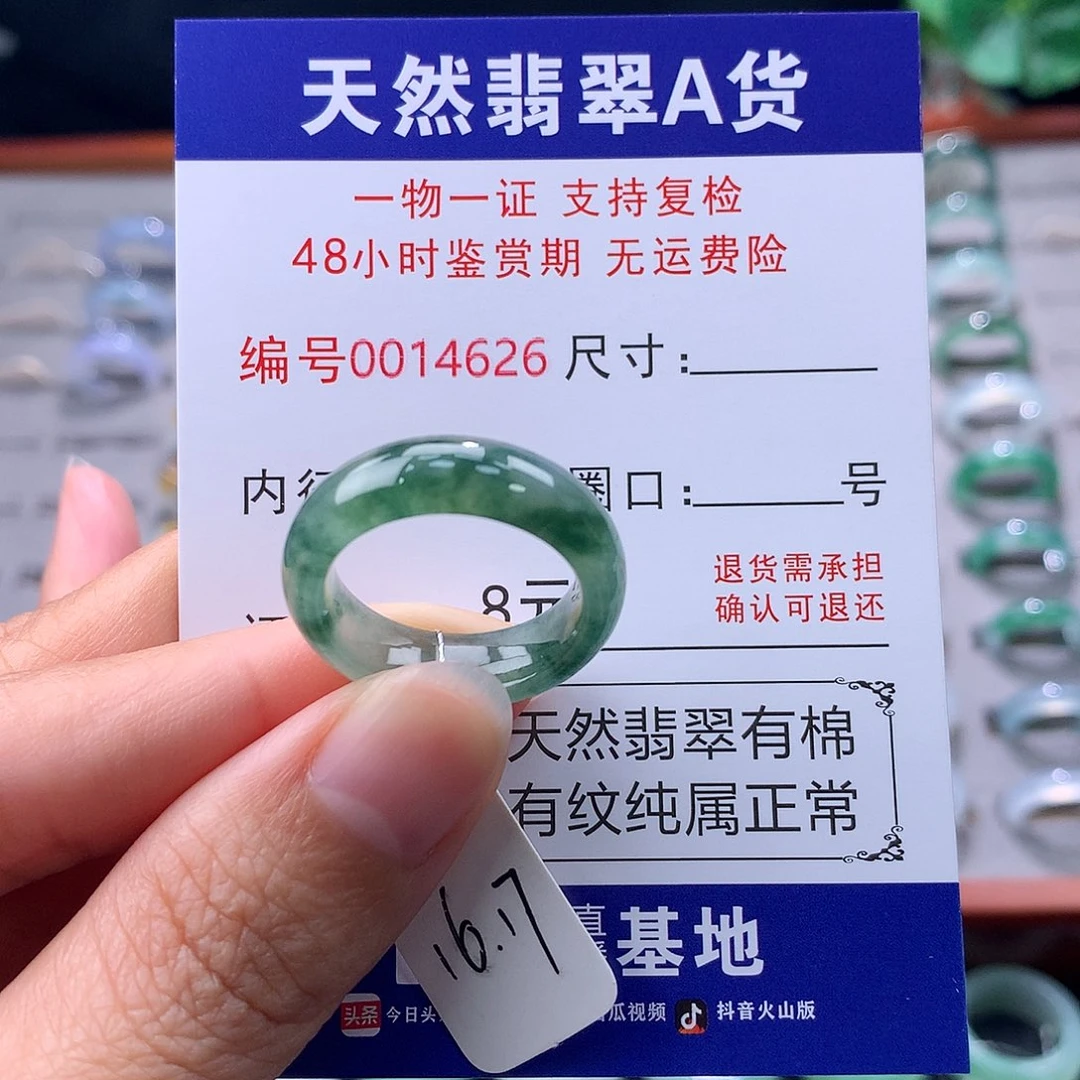 天然翡翠A货
一物一证 支持复检
48小时鉴赏期 无运费险
编号0014626 尺寸:
内 圈口: 号
8元
退货需承担
确认可退还
天然翡翠有棉
有纹纯属正常
基地
头条 今日头 瓜视频 抖音火山版
16.17